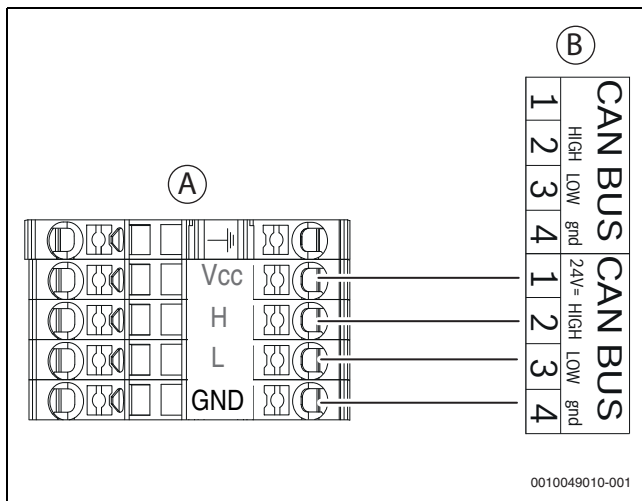 A
Vcc
H
L
GND
B
CAN BUS
1
2 HIGH
3 LOW
4 gnd
CAN BUS
1 24V=
2 HIGH
3 LOW
4 gnd
0010049010-001